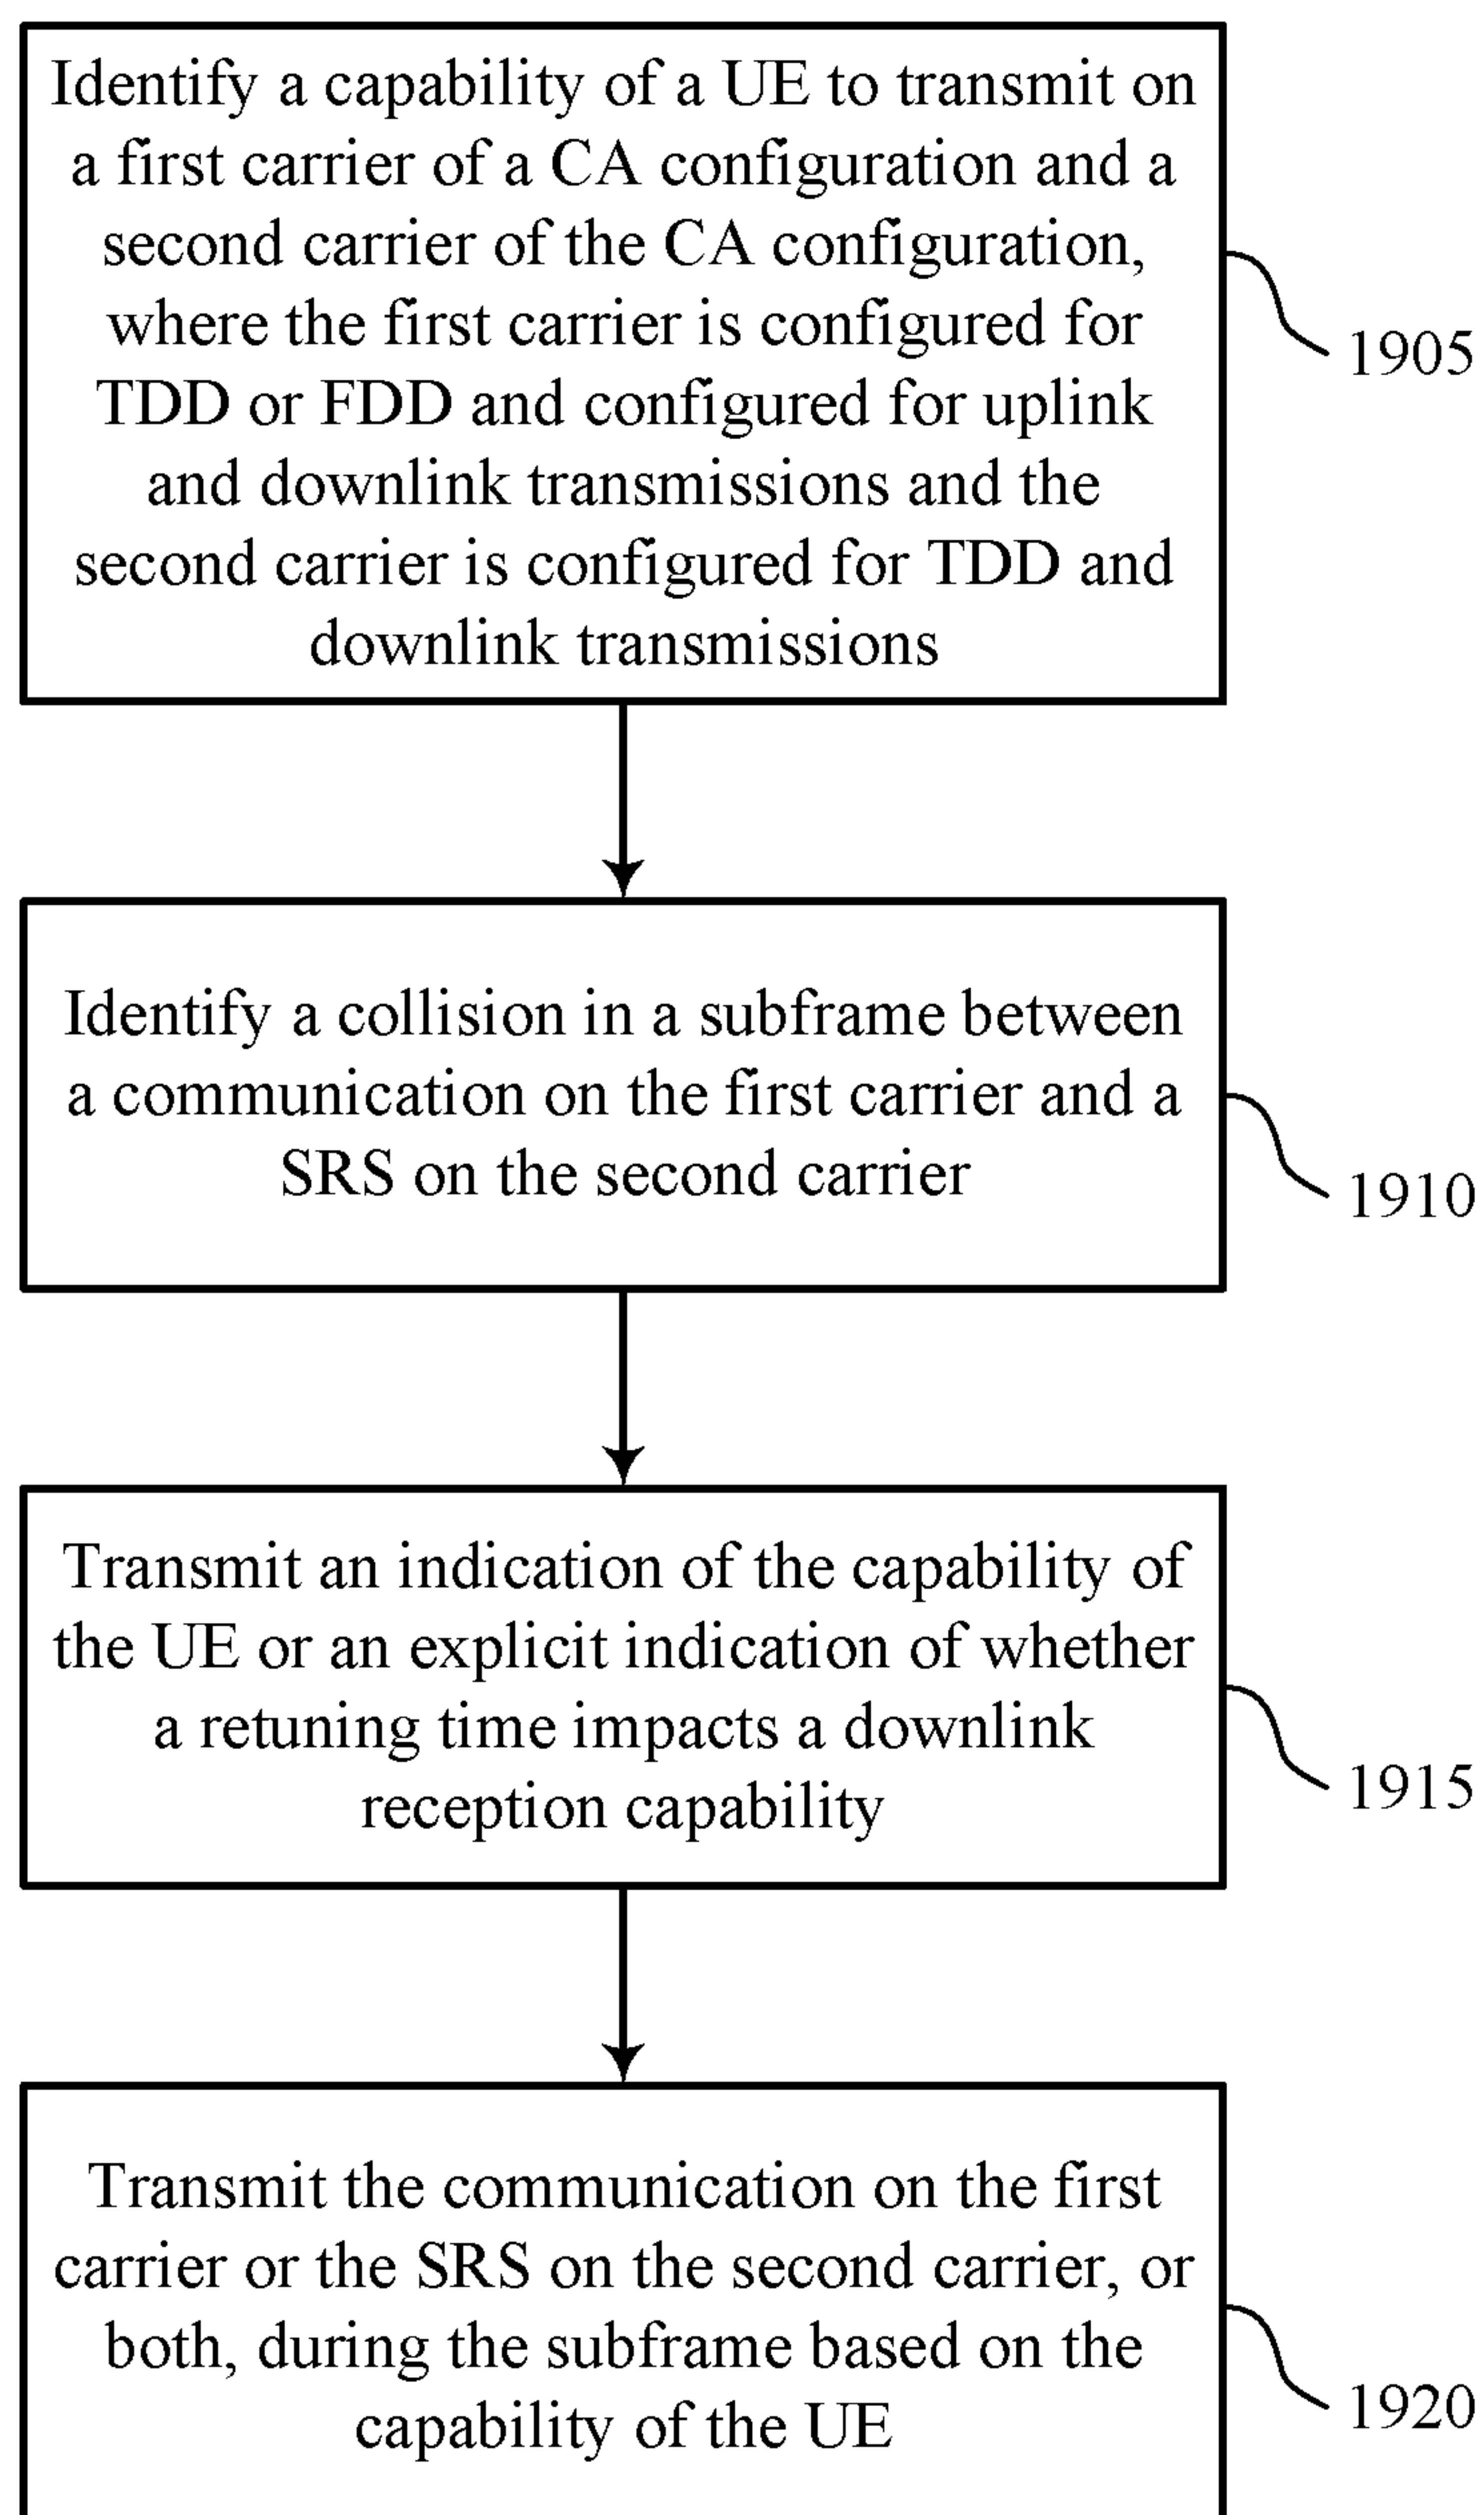 Identify a capability of a UE to transmit on
a first carrier of a CA configuration and a
second carrier of the CA configuration,
where the first carrier is configured for
TDD or FDD and configured for uplink
and downlink transmissions and the
second carrier is configured for TDD and
downlink transmissions
1905
Identify a collision in a subframe between
a communication on the first carrier and a
SRS on the second carrier
1910
Transmit an indication of the capability of
the UE or an explicit indication of whether
a retuning time impacts a downlink
reception capability
1915
Transmit the communication on the first
carrier or the SRS on the second carrier, or
both, during the subframe based on the
capability of the UE
1920